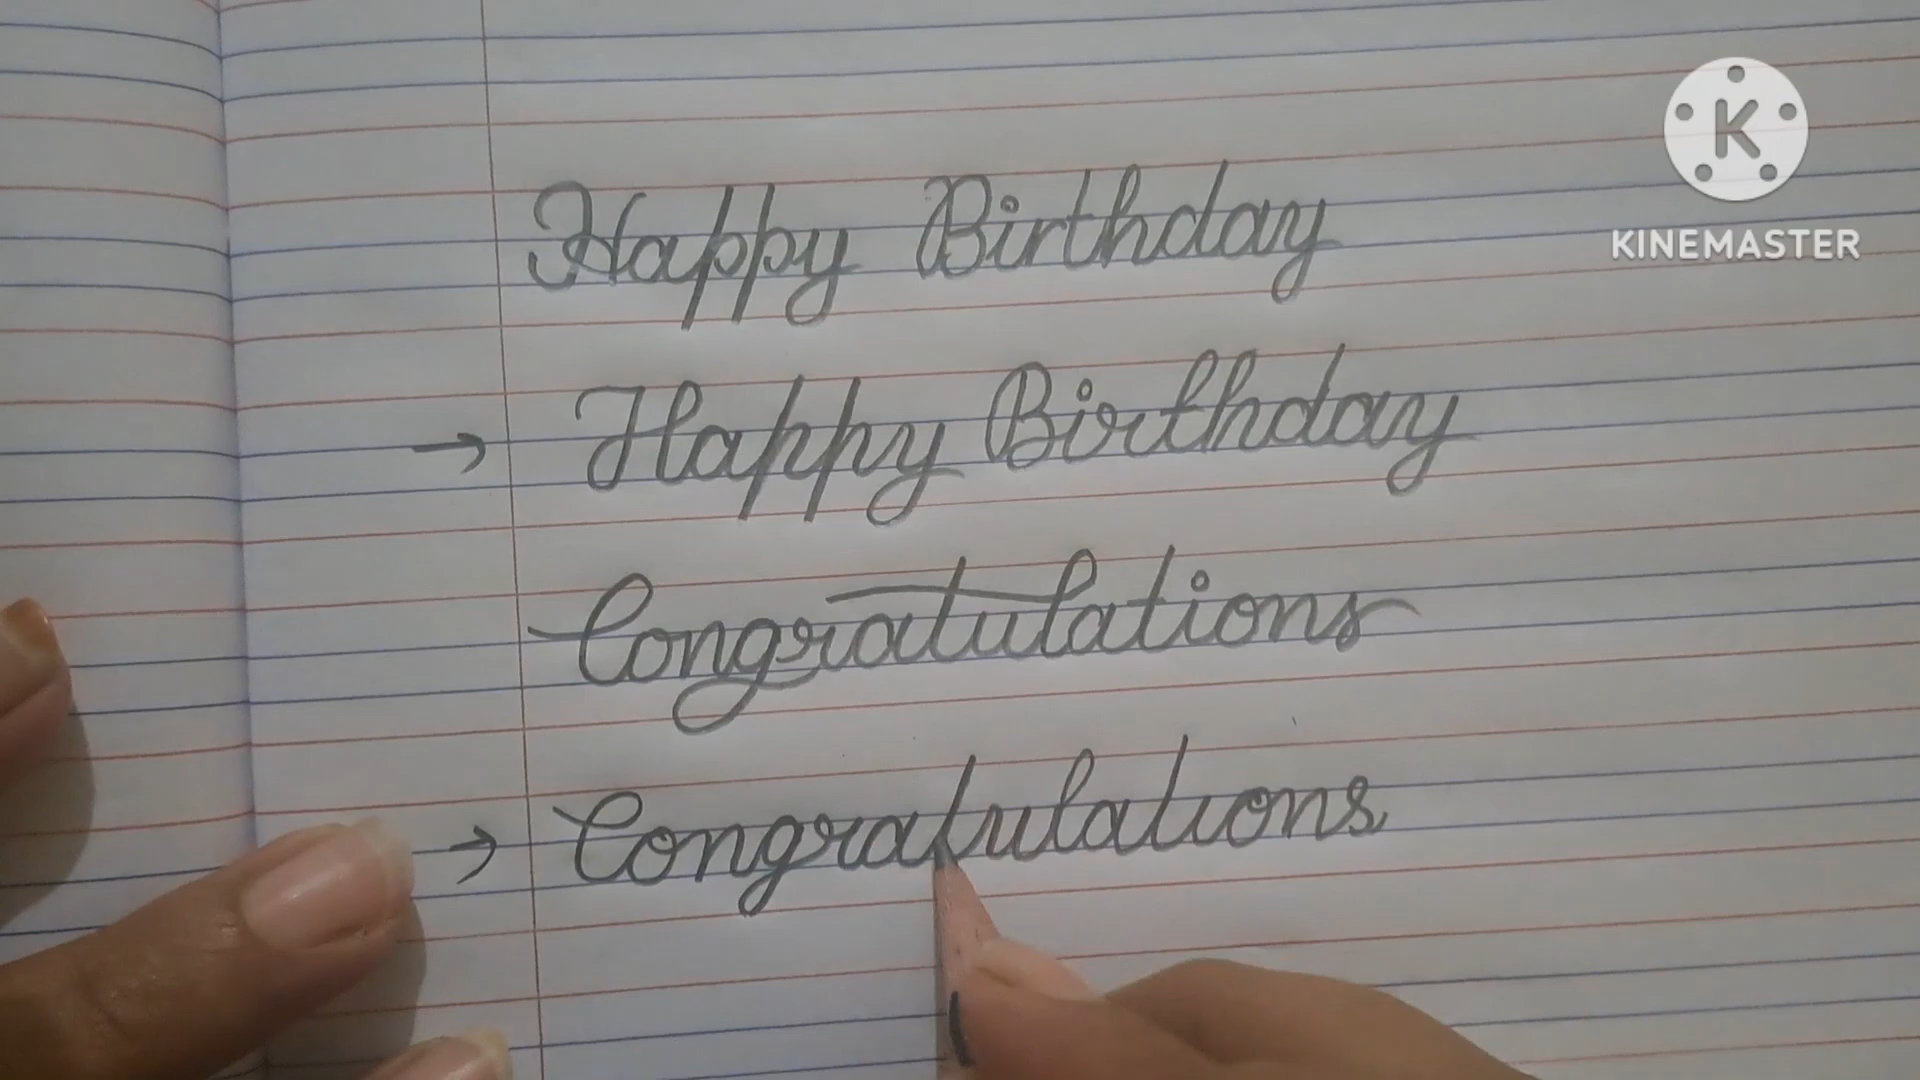 Happy Birthday
→ Happy Birthday
Congratulations
→ Congratulations
K
KINEMASTER